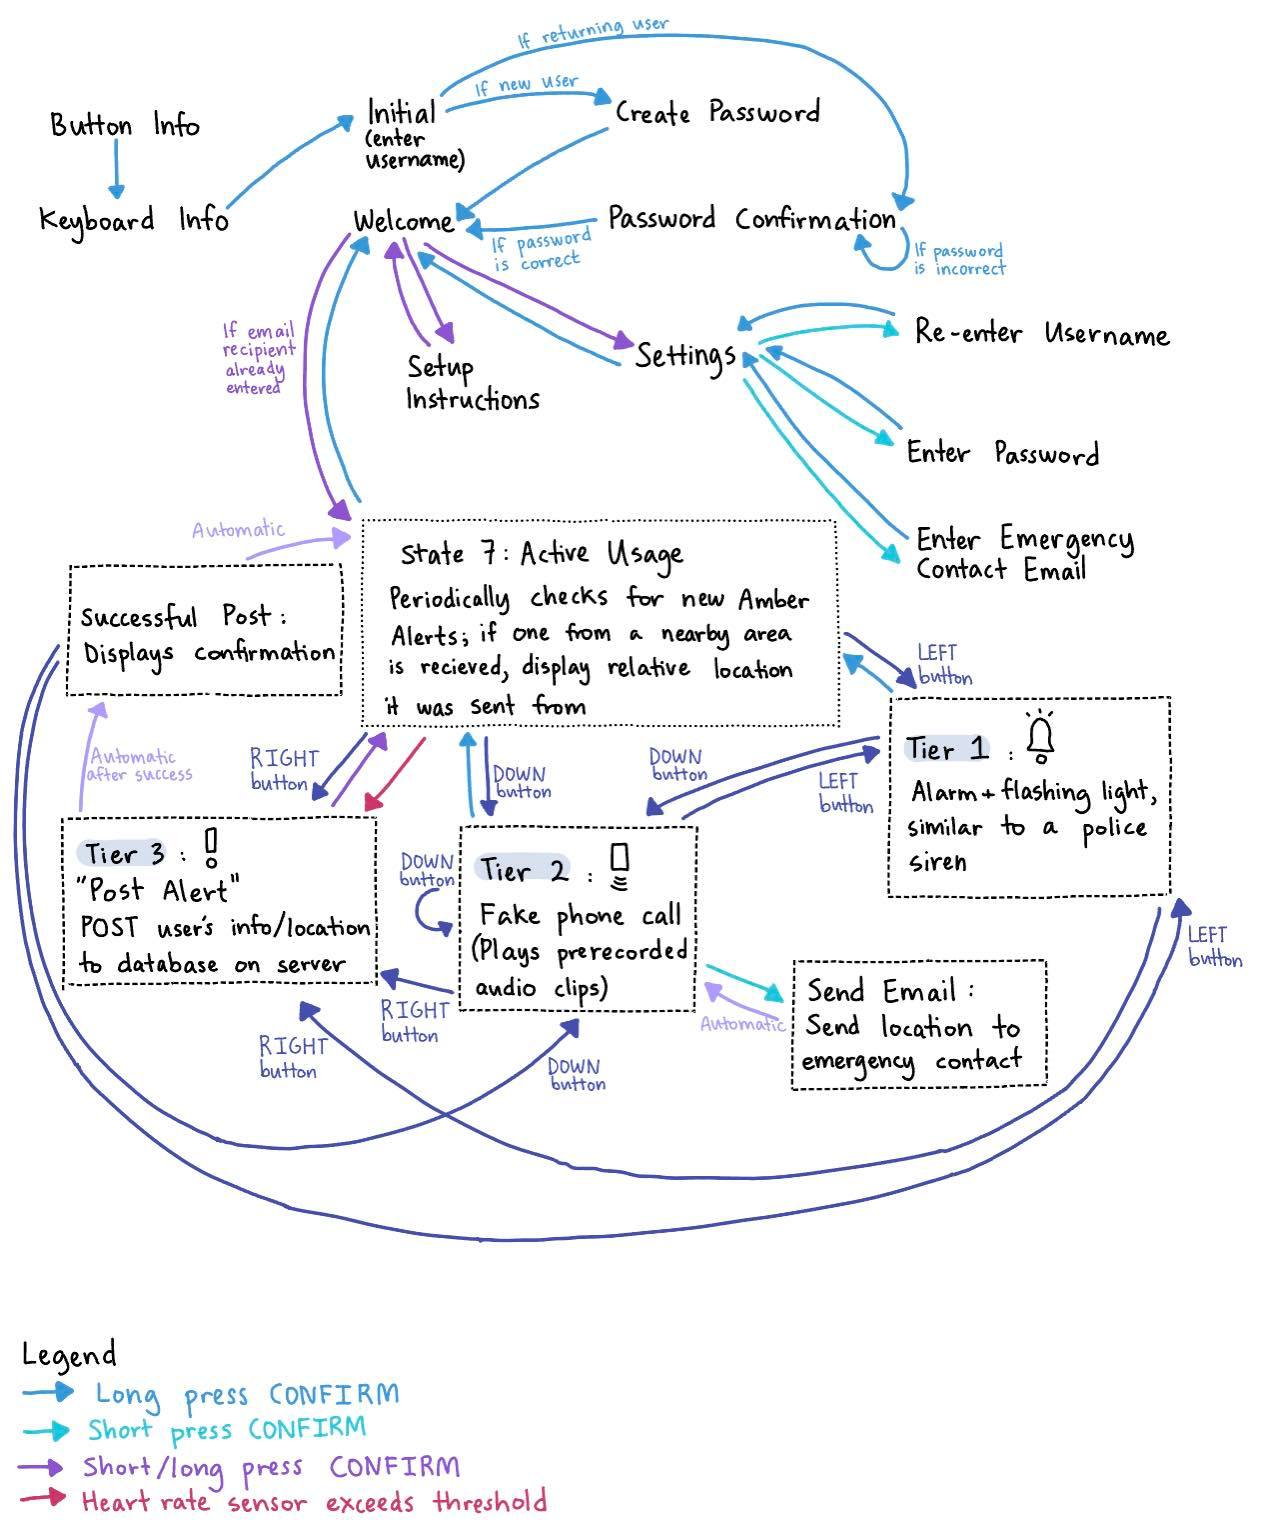 If returning user
If new user
Button Info
Initial
(enter
username)
Create Password
Keyboard Info
Welcome
Password Confirmation
If password
is correct
If password
is incorrect
If email
recipient
already
entered
Setup
Instructions
Settings
Re-enter Username
Enter Password
Enter Emergency
Contact Email
Automatic
State 7: Active Usage
Periodically checks for new Amber
Alerts; if one from a nearby area
is recieved, display relative location
it was sent from
Successful Post:
Displays confirmation
LEFT
button
Automatic
after success
RIGHT
button
DOWN
button
DOWN
button
LEFT
button
Tier 1 :
Alarm + flashing light,
similar to a police
siren
Tier 3 : !
"Post Alert"
POST user's info/location
to database on server
DOWN
button
Tier 2 :
Fake phone call
(Plays prerecorded
audio clips)
LEFT
button
RIGHT
button
RIGHT
button
DOWN
button
Automatic
Send Email:
Send location to
emergency contact
Legend
Long press CONFIRM
Short press CONFIRM
Short/long press CONFIRM
Heart rate sensor exceeds threshold